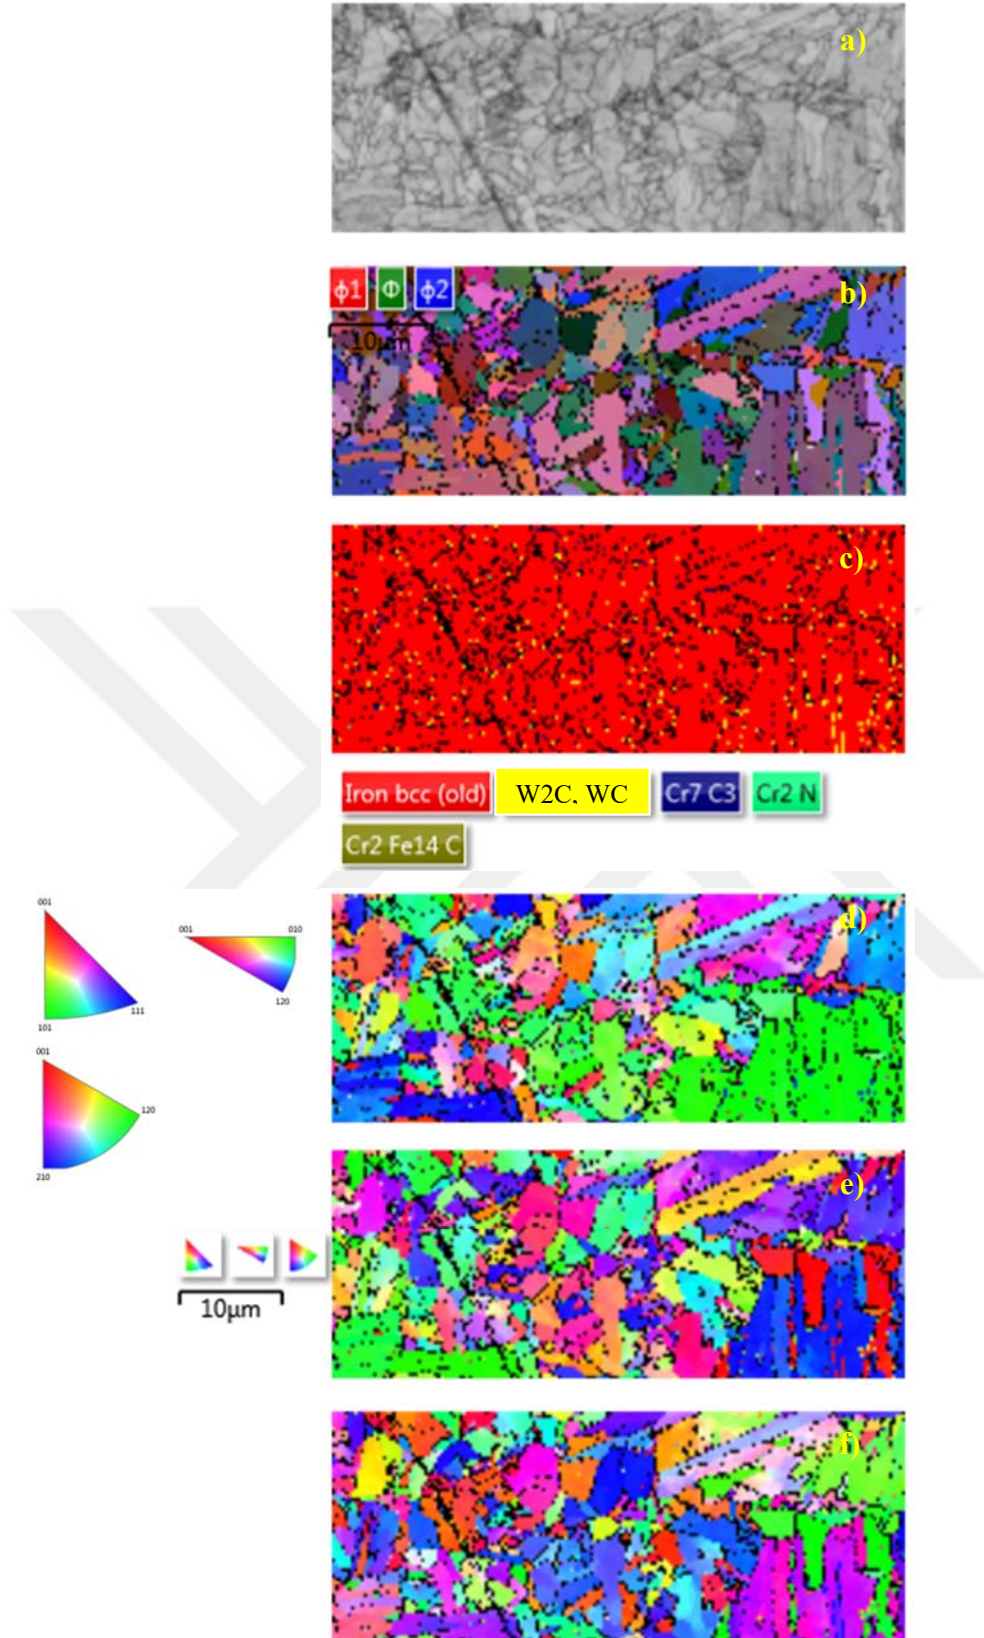 a)
ϕ1 Φ ϕ2
b)
10µm
c)
Iron bcc (old) W2C, WC Cr7 C3 Cr2 N
Cr2 Fe14 C
d)
001
101
111
001 010
120
001
120
210
e)
10µm
f)